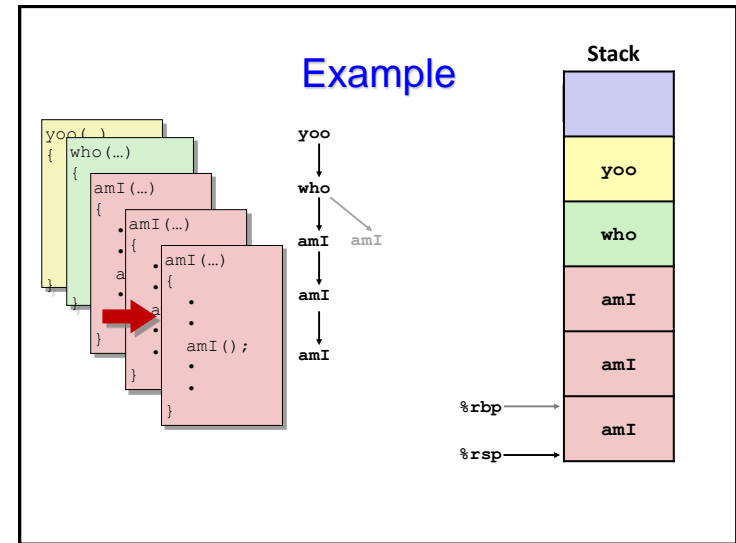 Example
Stack
yoo(…)
{
who(…)
{
amI(…)
{
•
•
a
•
}
amI(…)
{
•
•
a
•
•
}
amI(…)
{
•
•
amI();
•
•
}
}
}
yoo
who
amI amI
amI
amI
yoo
who
amI
amI
amI
%rbp
%rsp